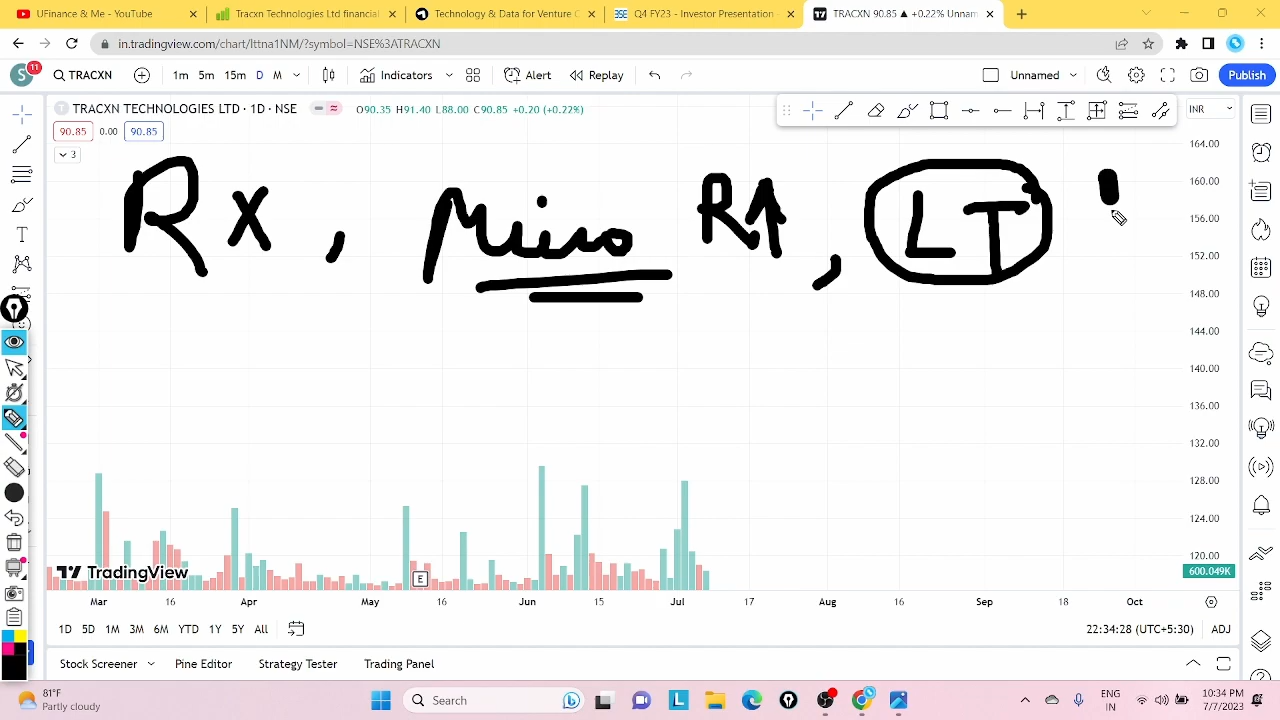 UFinance & Me - YouTube
Tracxn Technologies Ltd financial
Technology & Data for Venture C
Q4 FY23 - Investor Presentation -
TRACXN 90.85 ▲ +0.22% Unnam
in.tradingview.com/chart/lttna1NM/?symbol=NSE%3ATRACXN
S 11 TRACXN 1m 5m 15m D M Indicators Alert Replay Unnamed Publish
TRACXN TECHNOLOGIES LTD · 1D · NSE O90.35 H91.40 L88.00 C90.85 +0.20 (+0.22%) INR
90.85 0.00 90.85
3
164.00
160.00
Rx, Micro R↑, LT
156.00
152.00
148.00
144.00
140.00
136.00
132.00
128.00
124.00
120.00
TradingView
E
600.049K
Mar 16 Apr May 16 Jun 15 Jul 17 Aug 16 Sep 18 Oct
1D 5D 1M 3M 6M YTD 1Y 5Y All 22:34:28 (UTC+5:30) ADJ
Stock Screener Pine Editor Strategy Tester Trading Panel
81°F
Partly cloudy
Search
ENG
IN
10:34 PM
7/7/2023